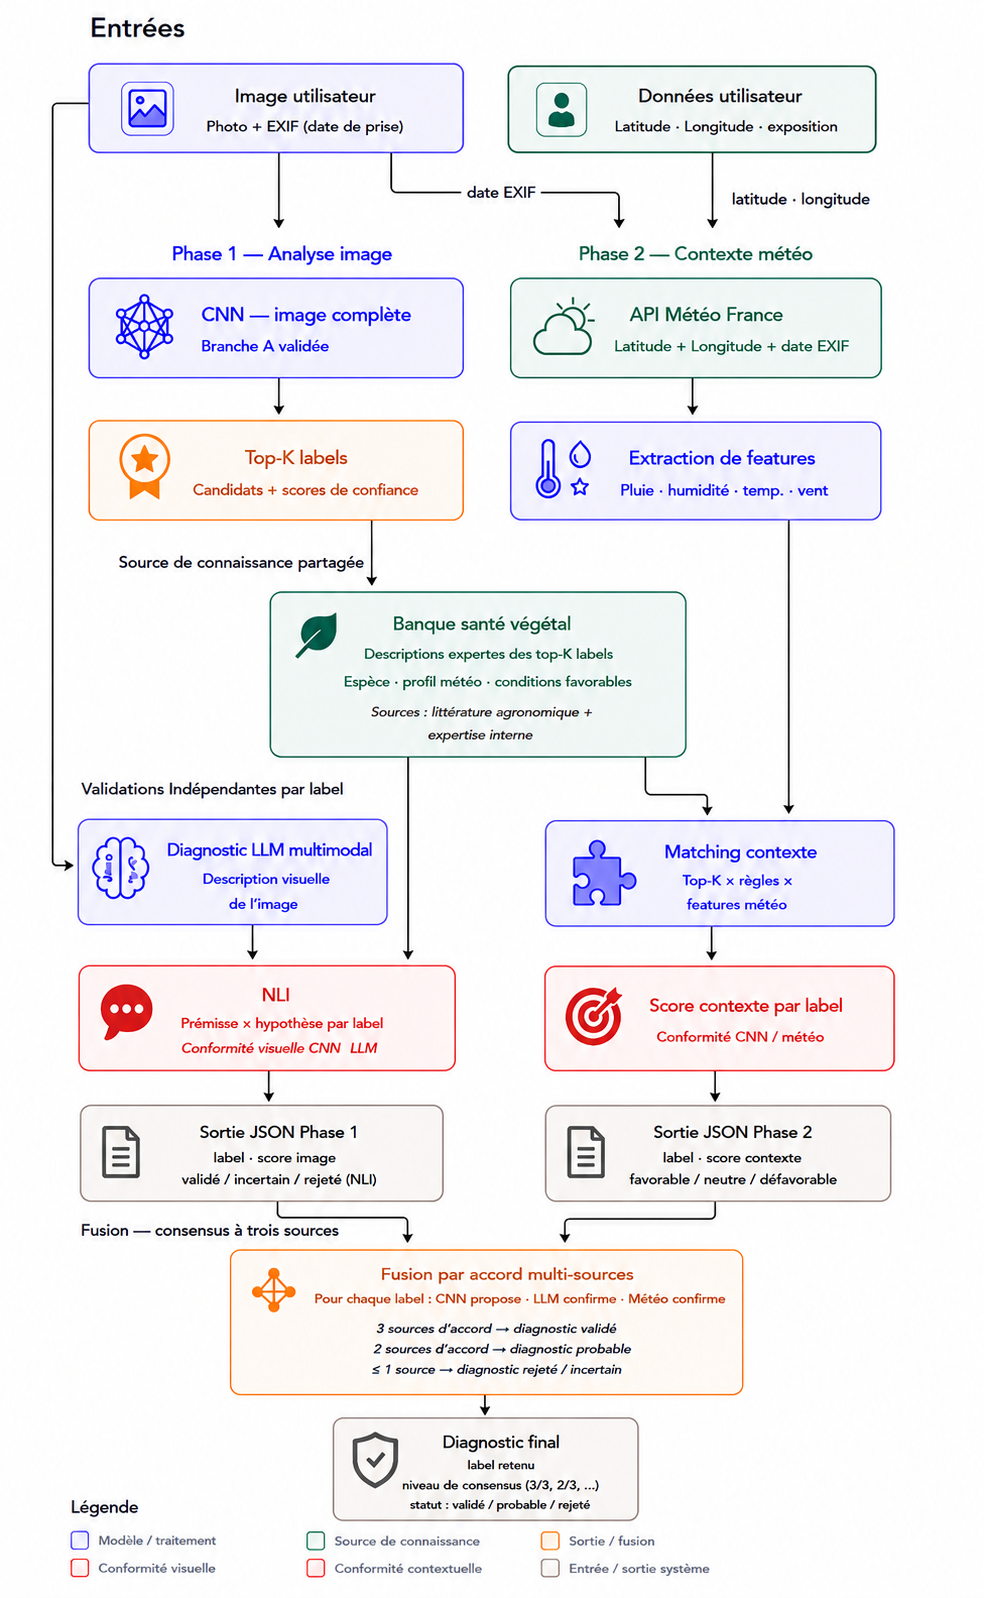 Entrées
Image utilisateur
Photo + EXIF (date de prise)
Données utilisateur
Latitude · Longitude · exposition
date EXIF
latitude · longitude
Phase 1 — Analyse image
Phase 2 — Contexte météo
CNN — image complète
Branche A validée
API Météo France
Latitude + Longitude + date EXIF
Top-K labels
Candidats + scores de confiance
Extraction de features
Pluie · humidité · temp. · vent
Source de connaissance partagée
Banque santé végétal
Descriptions expertes des top-K labels
Espèce · profil météo · conditions favorables
Sources : littérature agronomique +
expertise interne
Validations Indépendantes par label
Diagnostic LLM multimodal
Description visuelle
de l'image
Matching contexte
Top-K × règles ×
features météo
NLI
Prémisse × hypothèse par label
Conformité visuelle CNN LLM
Score contexte par label
Conformité CNN / météo
Sortie JSON Phase 1
label · score image
validé / incertain / rejeté (NLI)
Sortie JSON Phase 2
label · score contexte
favorable / neutre / défavorable
Fusion — consensus à trois sources
Fusion par accord multi-sources
Pour chaque label : CNN propose · LLM confirme · Météo confirme
3 sources d'accord → diagnostic validé
2 sources d'accord → diagnostic probable
≤ 1 source → diagnostic rejeté / incertain
Diagnostic final
label retenu
niveau de consensus (3/3, 2/3, ...)
statut : validé / probable / rejeté
Légende
Modèle / traitement
Source de connaissance
Sortie / fusion
Conformité visuelle
Conformité contextuelle
Entrée / sortie système